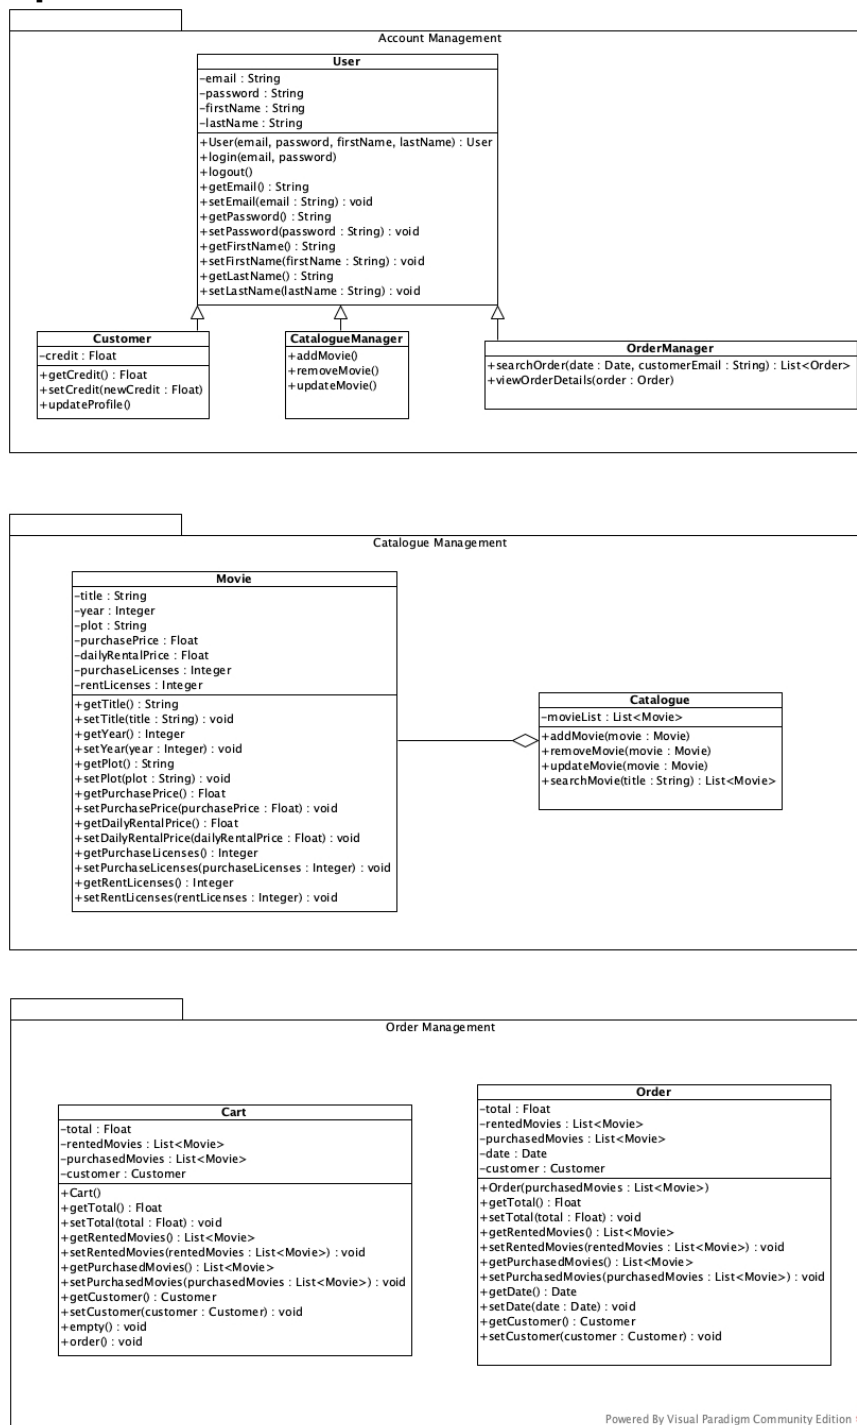 Account Management
User
-email : String
-password : String
-firstName : String
-lastName : String
+User(email, password, firstName, lastName) : User
+login(email, password)
+logout()
+getEmail() : String
+setEmail(email : String) : void
+getPassword() : String
+setPassword(password : String) : void
+getFirstName() : String
+setFirstName(firstName : String) : void
+getLastName() : String
+setLastName(lastName : String) : void
Customer
-credit : Float
+getCredit() : Float
+setCredit(newCredit : Float)
+updateProfile()
CatalogueManager
+addMovie()
+removeMovie()
+updateMovie()
OrderManager
+searchOrder(date : Date, customerEmail : String) : List<Order>
+viewOrderDetails(order : Order)
Catalogue Management
Movie
-title : String
-year : Integer
-plot : String
-purchasePrice : Float
-dailyRentalPrice : Float
-purchaseLicenses : Integer
-rentLicenses : Integer
+getTitle() : String
+setTitle(title : String) : void
+getYear() : Integer
+setYear(year : Integer) : void
+getPlot() : String
+setPlot(plot : String) : void
+getPurchasePrice() : Float
+setPurchasePrice(purchasePrice : Float) : void
+getDailyRentalPrice() : Float
+setDailyRentalPrice(dailyRentalPrice : Float) : void
+getPurchaseLicenses() : Integer
+setPurchaseLicenses(purchaseLicenses : Integer) : void
+getRentLicenses() : Integer
+setRentLicenses(rentLicenses : Integer) : void
Catalogue
-movieList : List<Movie>
+addMovie(movie : Movie)
+removeMovie(movie : Movie)
+updateMovie(movie : Movie)
+searchMovie(title : String) : List<Movie>
Order Management
Cart
-total : Float
-rentedMovies : List<Movie>
-purchasedMovies : List<Movie>
-customer : Customer
+Cart()
+getTotal() : Float
+setTotal(total : Float) : void
+getRentedMovies() : List<Movie>
+setRentedMovies(rentedMovies : List<Movie>) : void
+getPurchasedMovies() : List<Movie>
+setPurchasedMovies(purchasedMovies : List<Movie>) : void
+getCustomer() : Customer
+setCustomer(customer : Customer) : void
+empty() : void
+order() : void
Order
-total : Float
-rentedMovies : List<Movie>
-purchasedMovies : List<Movie>
-date : Date
-customer : Customer
+Order(purchasedMovies : List<Movie>)
+getTotal() : Float
+setTotal(total : Float) : void
+getRentedMovies() : List<Movie>
+setRentedMovies(rentedMovies : List<Movie>) : void
+getPurchasedMovies() : List<Movie>
+setPurchasedMovies(purchasedMovies : List<Movie>) : void
+getDate() : Date
+setDate(date : Date) : void
+getCustomer() : Customer
+setCustomer(customer : Customer) : void
Powered By Visual Paradigm Community Edition